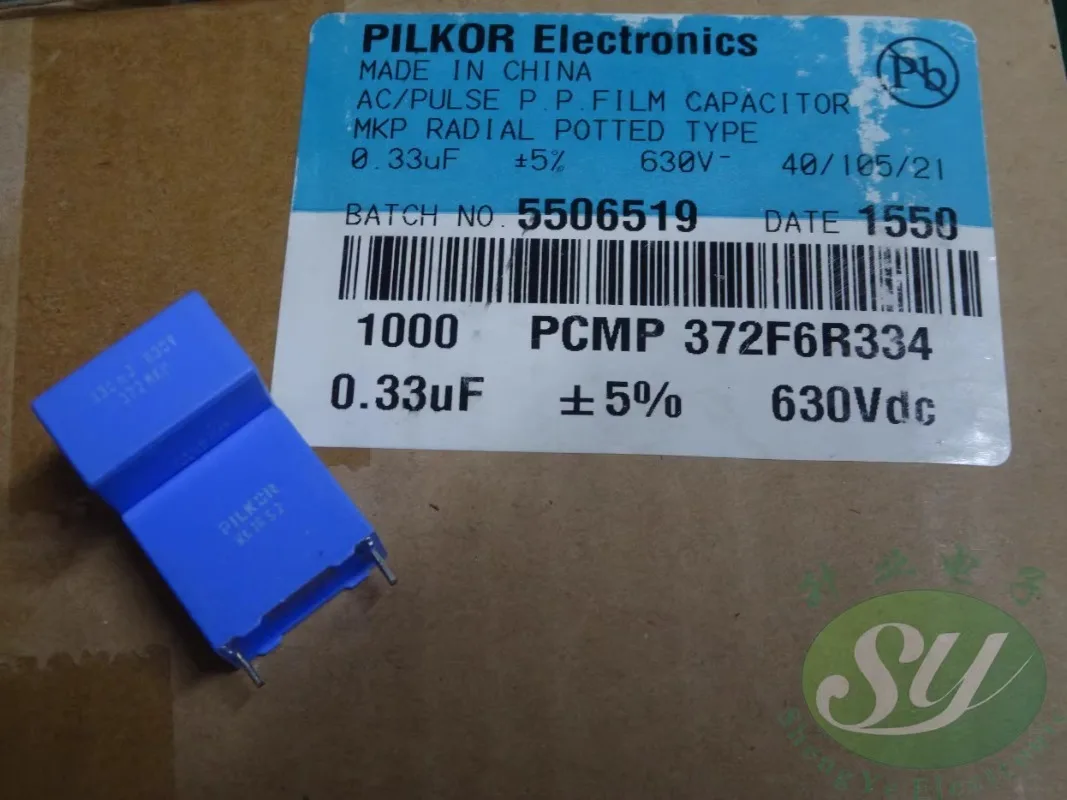 PILKOR Electronics
Pb
MADE IN CHINA
AC/PULSE P.P.FILM CAPACITOR
MKP RADIAL POTTED TYPE
0.33uF ±5% 630V- 40/105/21
BATCH NO. 5506519 DATE 1550
1000 PCMP 372F6R334
0.33uF ±5% 630Vdc
PILKOR
SY